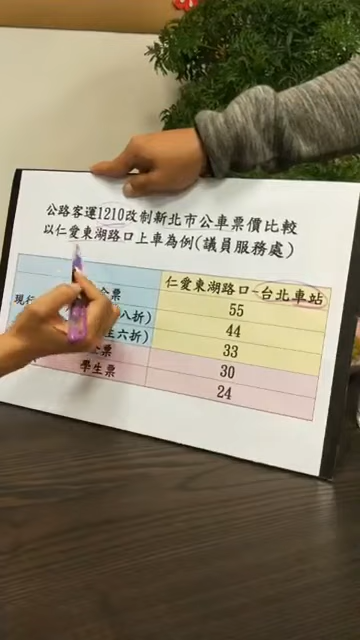 公路客運1210改制新北市公車票價比較
以仁愛東湖路口上車為例(議員服務處)
仁愛東湖路口-台北車站
現行 票 55
八折) 44
六折) 33
票 30
學生票 24